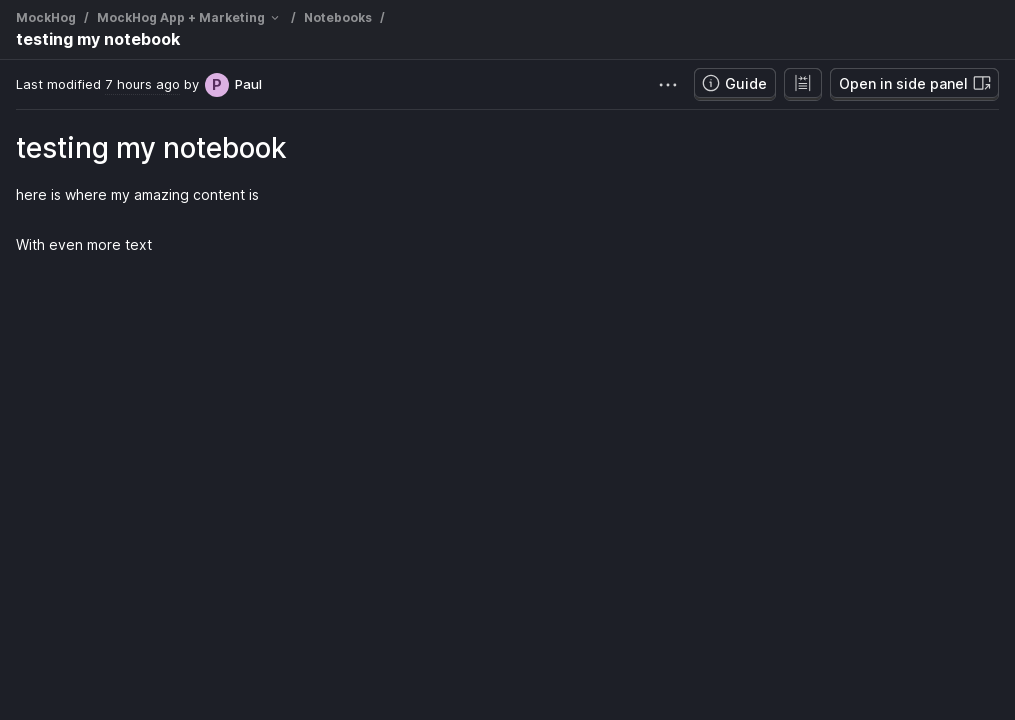 MockHog / MockHog App + Marketing / Notebooks /
testing my notebook
Last modified 7 hours ago by P Paul
Guide
Open in side panel
testing my notebook
here is where my amazing content is
With even more text